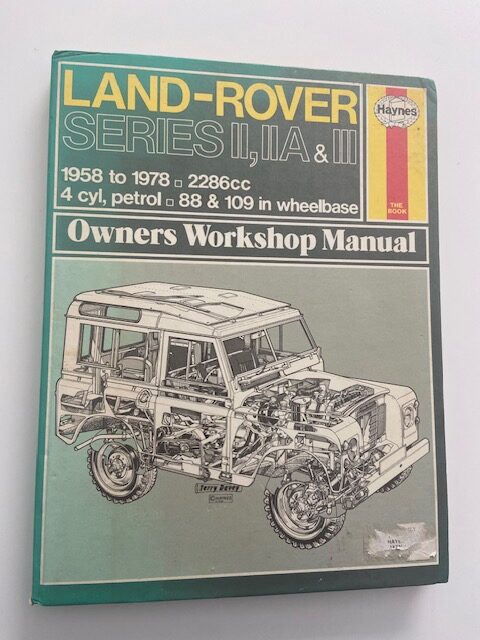 LAND-ROVER
SERIES II, IIA & III
1958 to 1978 ▫ 2286cc
4 cyl, petrol ▫ 88 & 109 in wheelbase
Haynes
THE
BOOK
Owners Workshop Manual
Terry Davey